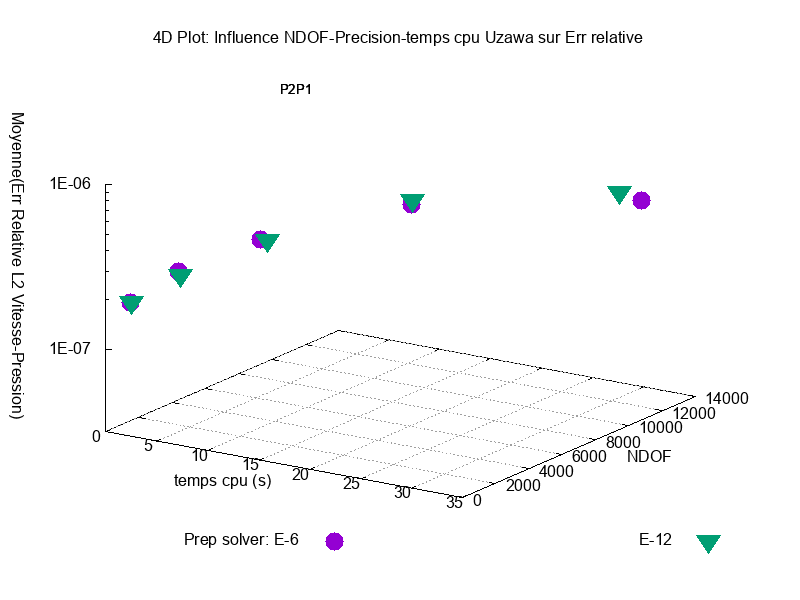 4D Plot: Influence NDOF-Precision-temps cpu Uzawa sur Err relative
P2P1
Moyenne(Err Relative L2 Vitesse-Pression)
1E-06
1E-07
0
5
10
15
20
25
30
35
temps cpu (s)
0
2000
4000
6000
8000
10000
12000
14000
NDOF
Prep solver: E-6
E-12